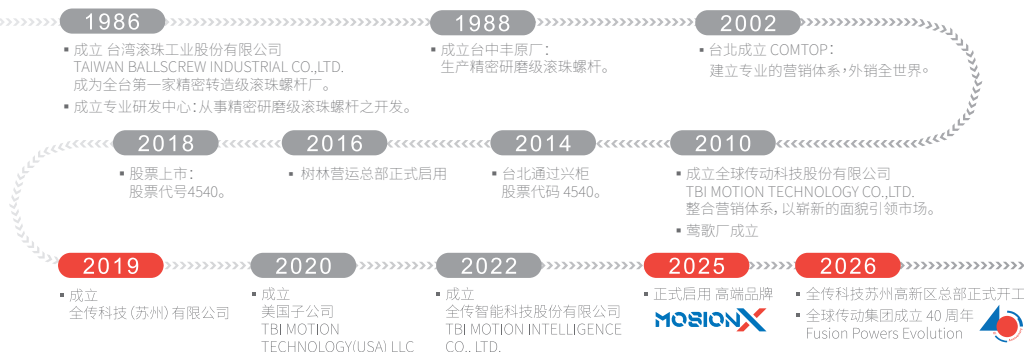 1986
▪ 成立 台湾滚珠工业股份有限公司
TAIWAN BALLSCREW INDUSTRIAL CO.,LTD.
成为全台第一家精密转造级滚珠螺杆厂。
▪ 成立专业研发中心：从事精密研磨级滚珠螺杆之开发。
1988
▪ 成立台中丰原厂：
生产精密研磨级滚珠螺杆。
2002
▪ 台北成立 COMTOP：
建立专业的营销体系，外销全世界。
2010
▪ 成立全球传动科技股份有限公司
TBI MOTION TECHNOLOGY CO.,LTD.
整合营销体系，以崭新的面貌引领市场。
▪ 莺歌厂成立
2014
▪ 台北通过兴柜
股票代码 4540。
2016
▪ 树林营运总部正式启用
2018
▪ 股票上市：
股票代号4540。
2019
▪ 成立
全传科技（苏州）有限公司
2020
▪ 成立
美国子公司
TBI MOTION
TECHNOLOGY(USA) LLC
2022
▪ 成立
全传智能科技股份有限公司
TBI MOTION INTELLIGENCE
CO., LTD.
2025
▪ 正式启用 高端品牌
MOSIONX
2026
▪ 全传科技苏州高新区总部正式开工
▪ 全球传动集团成立 40 周年
Fusion Powers Evolution